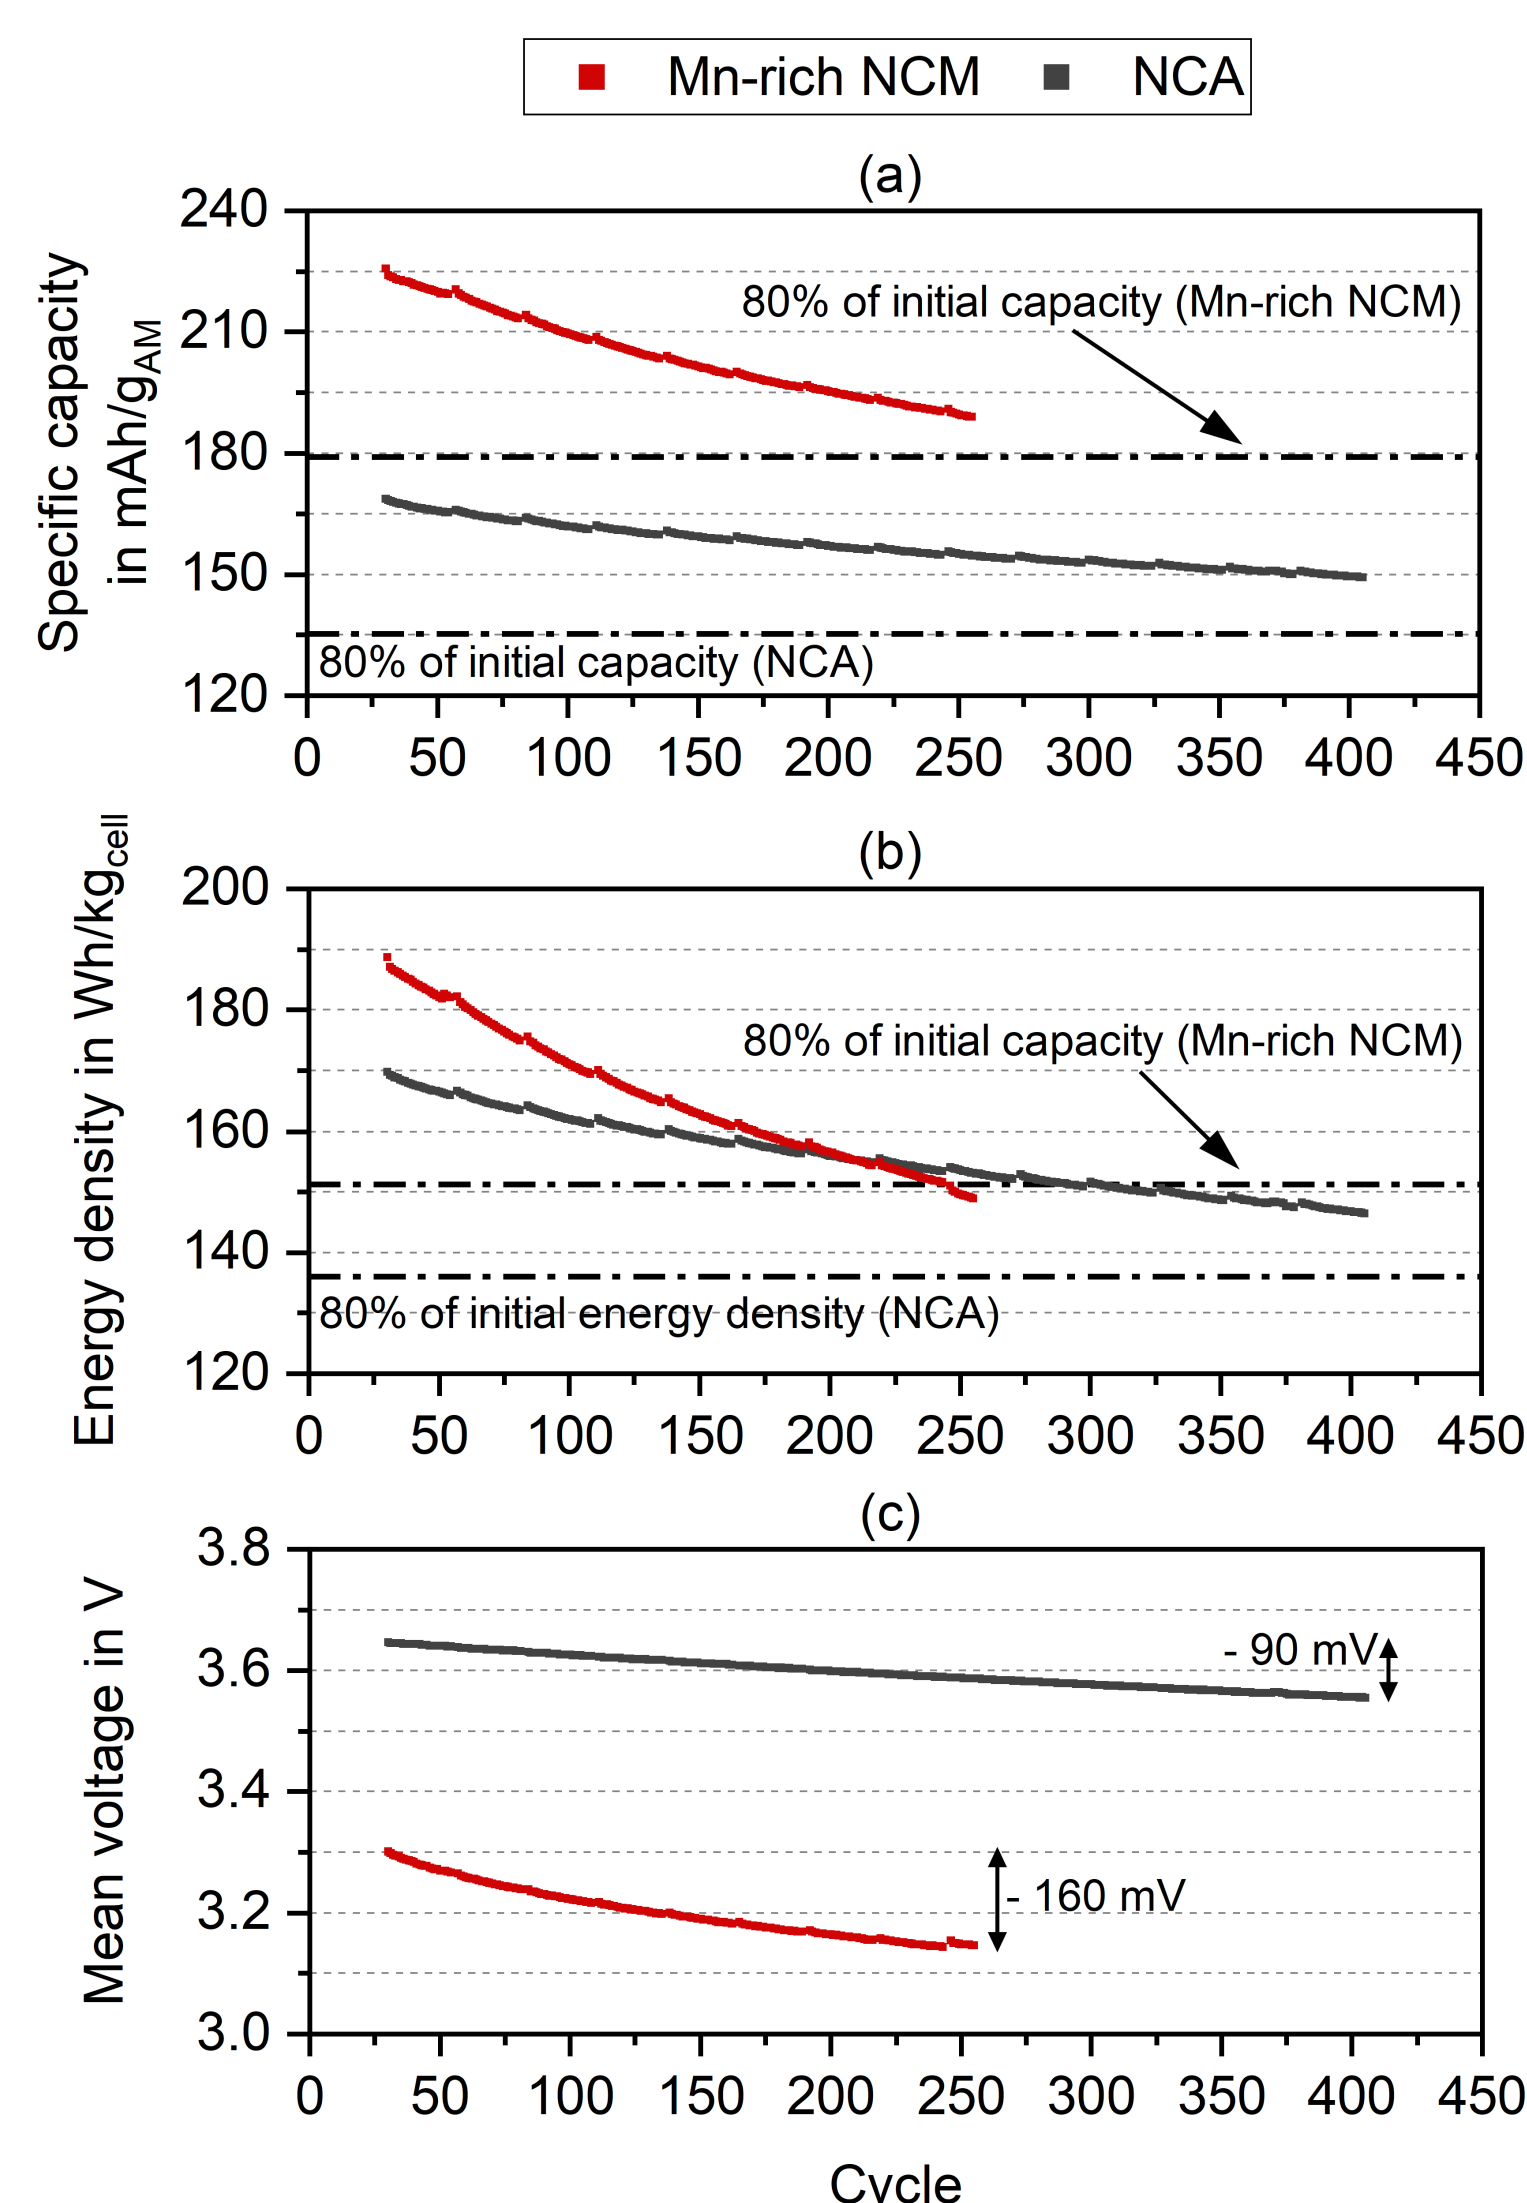 Mn-rich NCM NCA
(a)
Specific capacity
in mAh/gAM
240
210
180
150
120
80% of initial capacity (Mn-rich NCM)
80% of initial capacity (NCA)
0 50 100 150 200 250 300 350 400 450
(b)
Energy density in Wh/kgcell
200
180
160
140
120
80% of initial capacity (Mn-rich NCM)
80% of initial energy density (NCA)
0 50 100 150 200 250 300 350 400 450
(c)
Mean voltage in V
3.8
3.6
3.4
3.2
3.0
- 90 mV
- 160 mV
0 50 100 150 200 250 300 350 400 450
Cycle